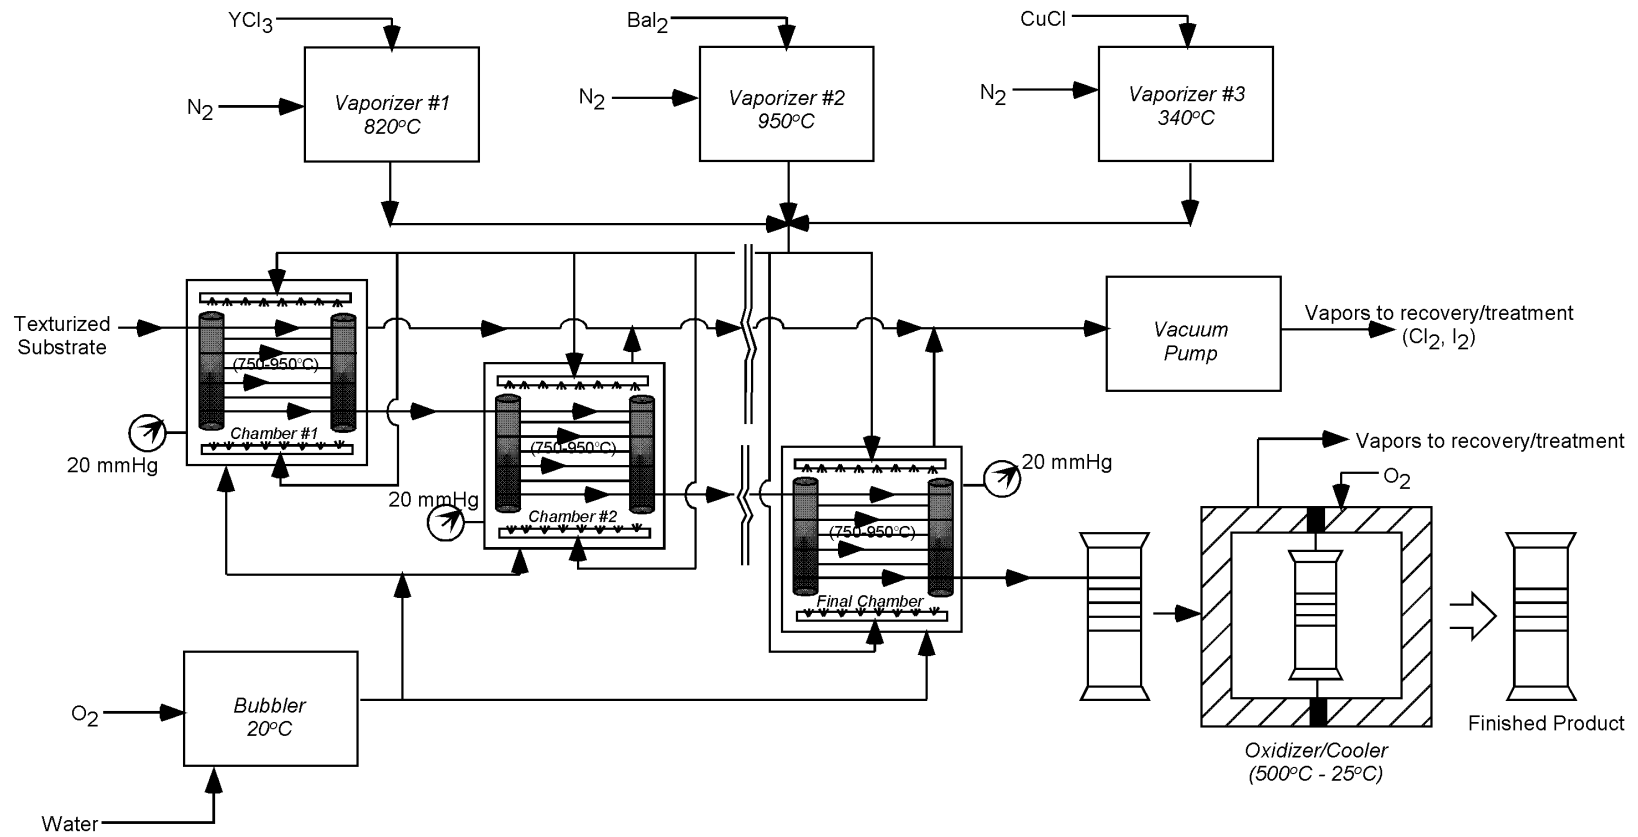 YCl3
BaI2
CuCl
N2
Vaporizer #1
820°C
N2
Vaporizer #2
950°C
N2
Vaporizer #3
340°C
Texturized
Substrate
(750-950°C)
Chamber #1
20 mmHg
(750-950°C)
Chamber #2
20 mmHg
(750-950°C)
Final Chamber
20 mmHg
Vacuum
Pump
Vapors to recovery/treatment
(Cl2, I2)
Vapors to recovery/treatment
O2
Oxidizer/Cooler
(500°C - 25°C)
Finished Product
O2
Bubbler
20°C
Water